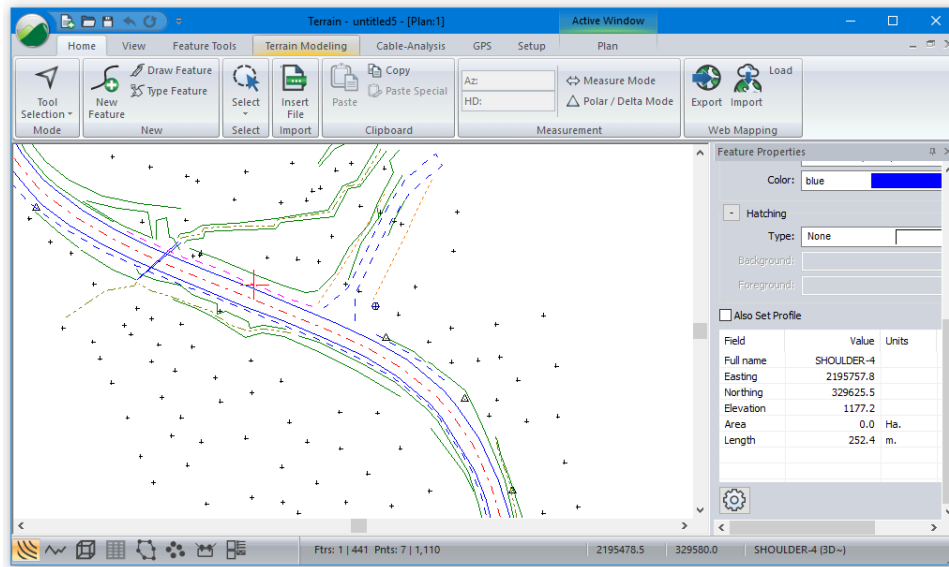 Terrain - untitled5 - [Plan:1]
Active Window
Home View Feature Tools Terrain Modeling Cable-Analysis GPS Setup Plan
Tool Selection
Mode
New Feature
Draw Feature
Type Feature
New
Select
Select
Insert File
Import
Paste
Copy
Paste Special
Clipboard
Az:
HD:
Measure Mode
Polar / Delta Mode
Measurement
Export
Import
Load
Web Mapping
Feature Properties
Color: blue
- Hatching
Type: None
Background:
Foreground:
Also Set Profile
Field Value Units
Full name SHOULDER-4
Easting 2195757.8
Northing 329625.5
Elevation 1177.2
Area 0.0 Ha.
Length 252.4 m.
Ftrs: 1 | 441 Pnts: 7 | 1,110 2195478.5 329580.0 SHOULDER-4 (3D~)